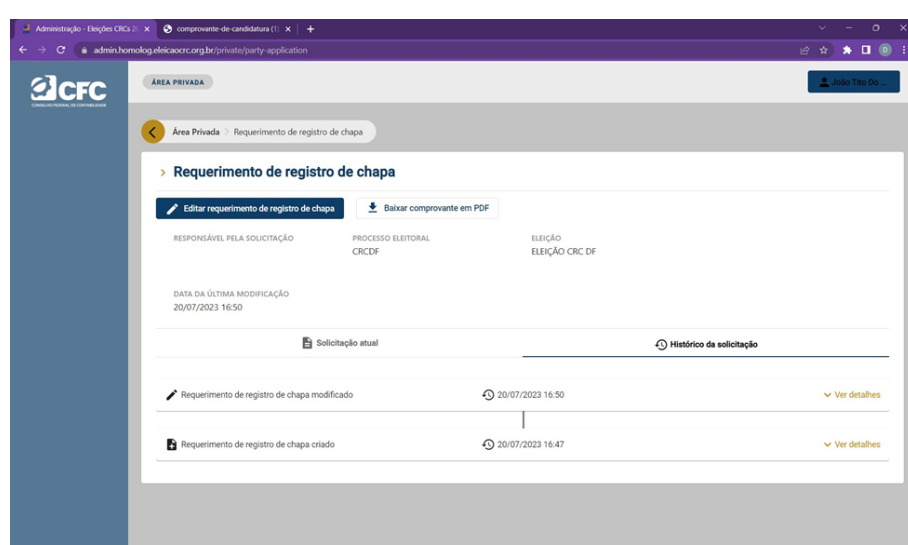 Administração - Eleições CRCs 2
comprovante-de-candidatura (1)
admin.homolog.eleicaocrc.org.br/private/party-application
CFC
CONSELHO FEDERAL DE CONTABILIDADE
ÁREA PRIVADA
João Tito Do ...
Área Privada > Requerimento de registro de chapa
Requerimento de registro de chapa
Editar requerimento de registro de chapa
Baixar comprovante em PDF
RESPONSÁVEL PELA SOLICITAÇÃO
PROCESSO ELEITORAL
ELEIÇÃO
CRCDF
ELEIÇÃO CRC DF
DATA DA ÚLTIMA MODIFICAÇÃO
20/07/2023 16:50
Solicitação atual
Histórico da solicitação
Requerimento de registro de chapa modificado
20/07/2023 16:50
Ver detalhes
Requerimento de registro de chapa criado
20/07/2023 16:47
Ver detalhes